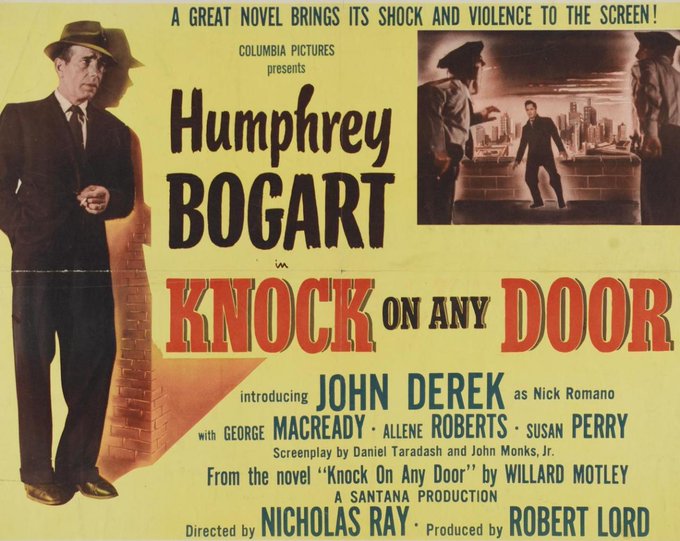 A GREAT NOVEL BRINGS ITS SHOCK AND VIOLENCE TO THE SCREEN!
COLUMBIA PICTURES
presents
Humphrey
BOGART
in
KNOCK ON ANY DOOR
introducing JOHN DEREK as Nick Romano
with GEORGE MACREADY · ALLENE ROBERTS · SUSAN PERRY
Screenplay by Daniel Taradash and John Monks, Jr.
From the novel "Knock On Any Door" by WILLARD MOTLEY
A SANTANA PRODUCTION
Directed by NICHOLAS RAY · Produced by ROBERT LORD